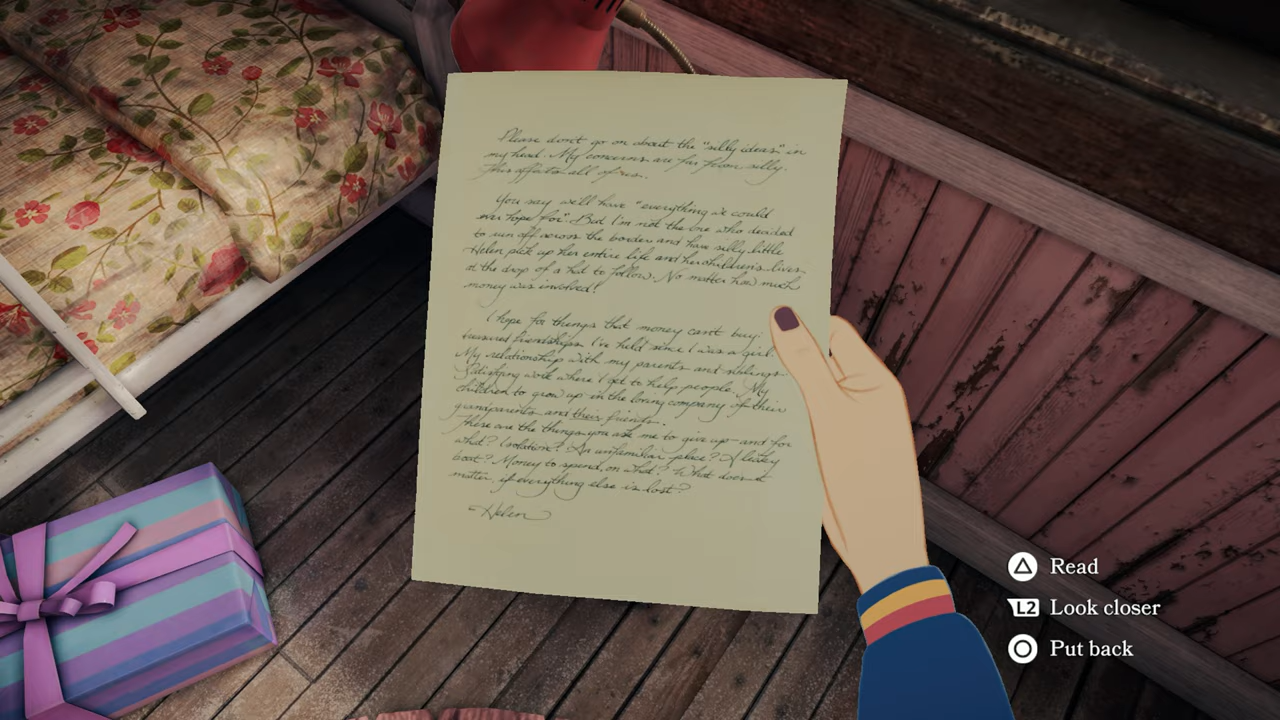 Please don't go on about the "silly ideas" in
my head. My concerns are far from silly.
This affects all of us.
You say we'll have "everything we could
ever hope for". But I'm not the one who decided
to run off across the border and have silly little
Helen pick up her entire life and her children's lives
at the drop of a hat to follow. No matter how much
money was involved!
I hope for things that money can't buy:
treasured friendships I've held since I was a girl.
My relationship with my parents and siblings.
Satisfying work where I get to help people. My
children to grow up in the loving company of their
grandparents and their friends.
These are the things you ask me to give up - and for
what? Isolation? An unfamiliar place? A leaky
boat? Money to spend, on what? What does it
matter, if everything else is lost?
- Helen
Read
L2 Look closer
Put back